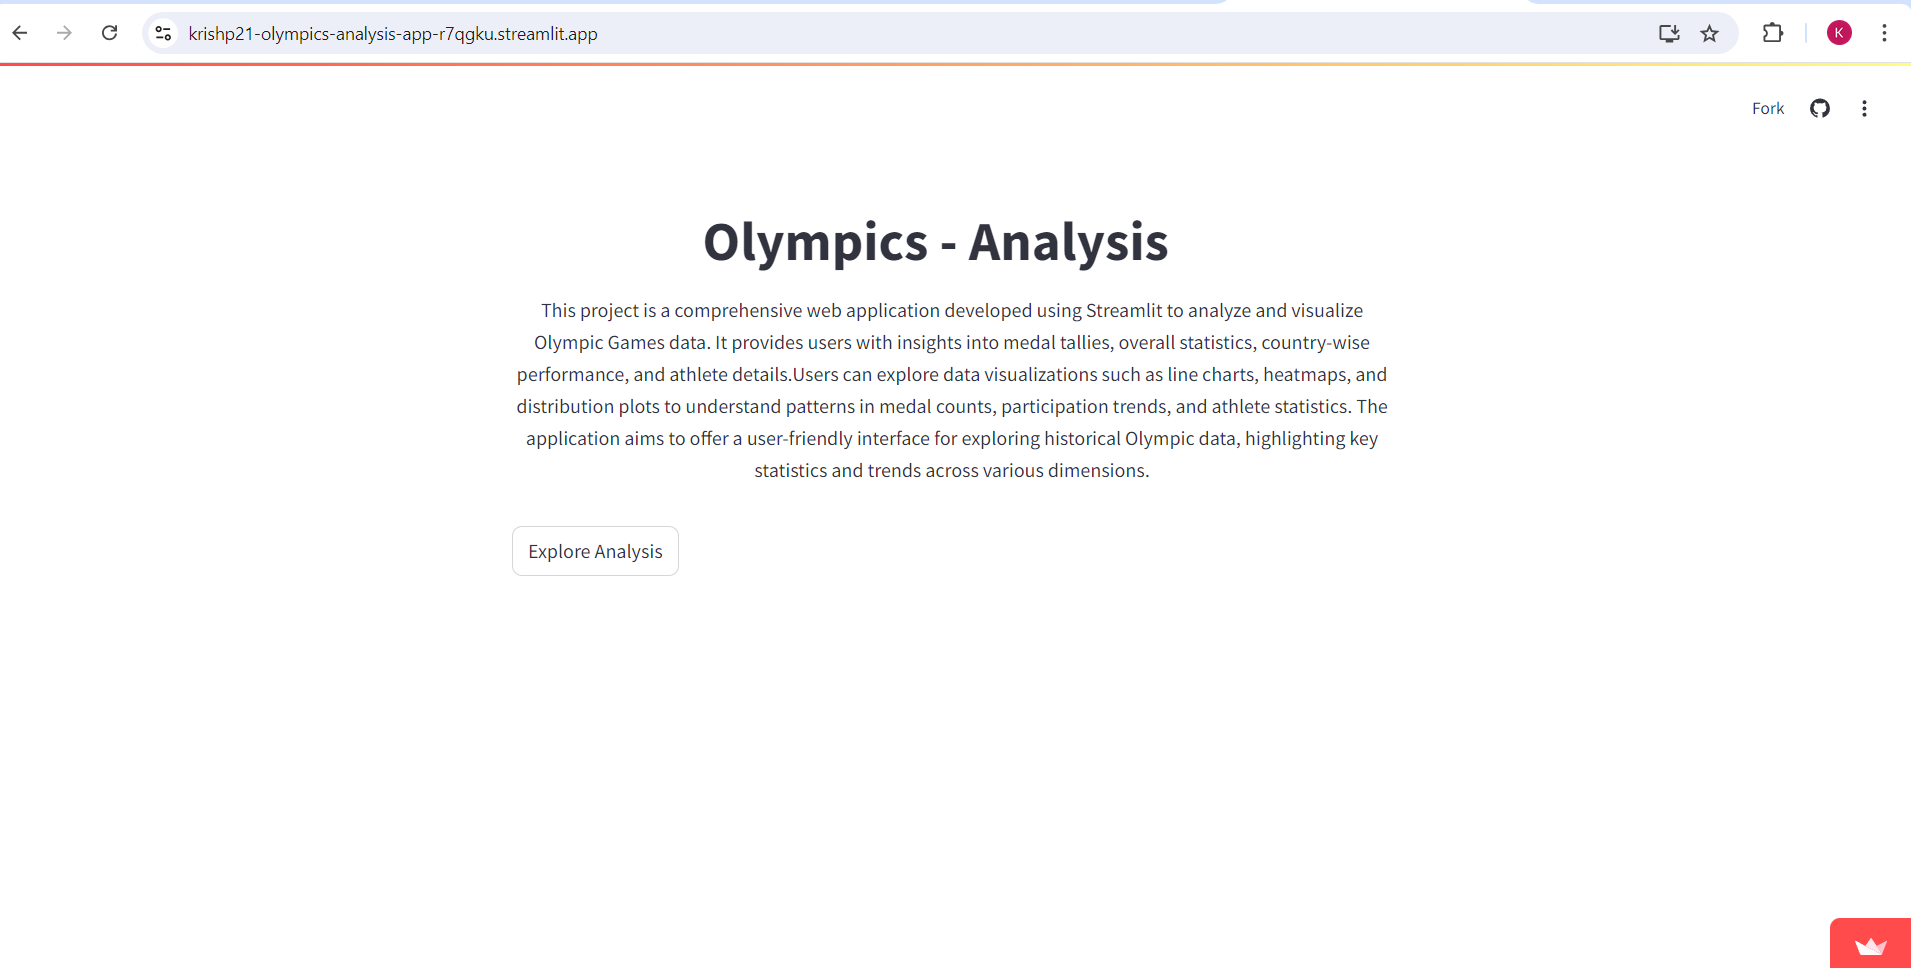 krishp21-olympics-analysis-app-r7qgku.streamlit.app
K
Fork
Olympics - Analysis
This project is a comprehensive web application developed using Streamlit to analyze and visualize
Olympic Games data. It provides users with insights into medal tallies, overall statistics, country-wise
performance, and athlete details.Users can explore data visualizations such as line charts, heatmaps, and
distribution plots to understand patterns in medal counts, participation trends, and athlete statistics. The
application aims to offer a user-friendly interface for exploring historical Olympic data, highlighting key
statistics and trends across various dimensions.
Explore Analysis